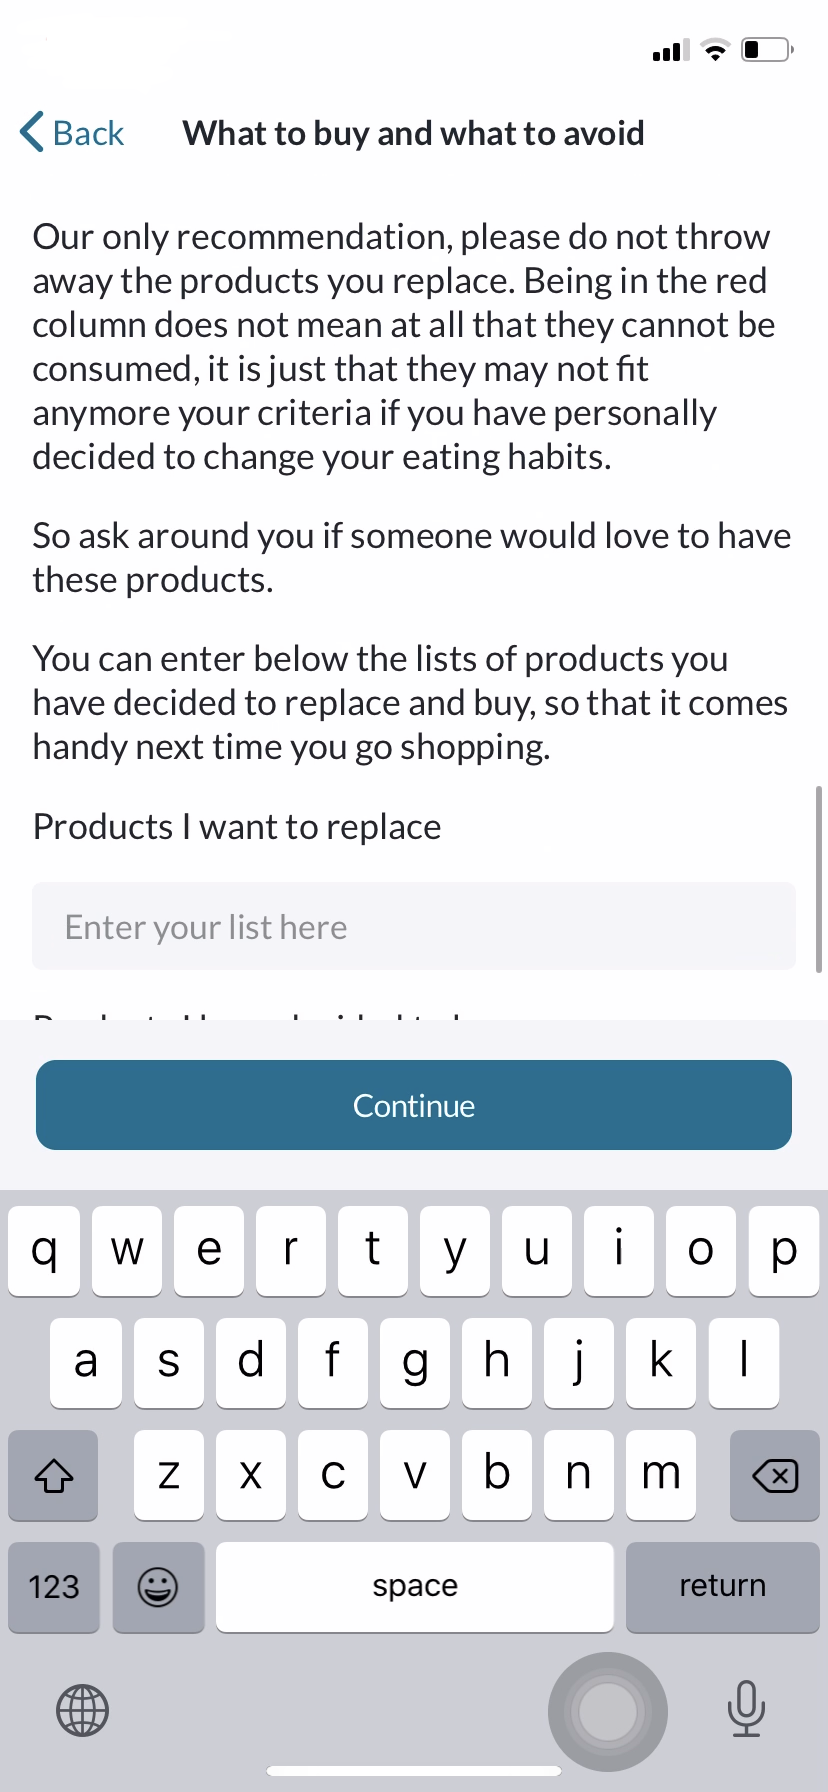 Back
What to buy and what to avoid
Our only recommendation, please do not throw
away the products you replace. Being in the red
column does not mean at all that they cannot be
consumed, it is just that they may not fit
anymore your criteria if you have personally
decided to change your eating habits.
So ask around you if someone would love to have
these products.
You can enter below the lists of products you
have decided to replace and buy, so that it comes
handy next time you go shopping.
Products I want to replace
Enter your list here
Continue
q w e r t y u i o p
a s d f g h j k l
z x c v b n m
123 space return